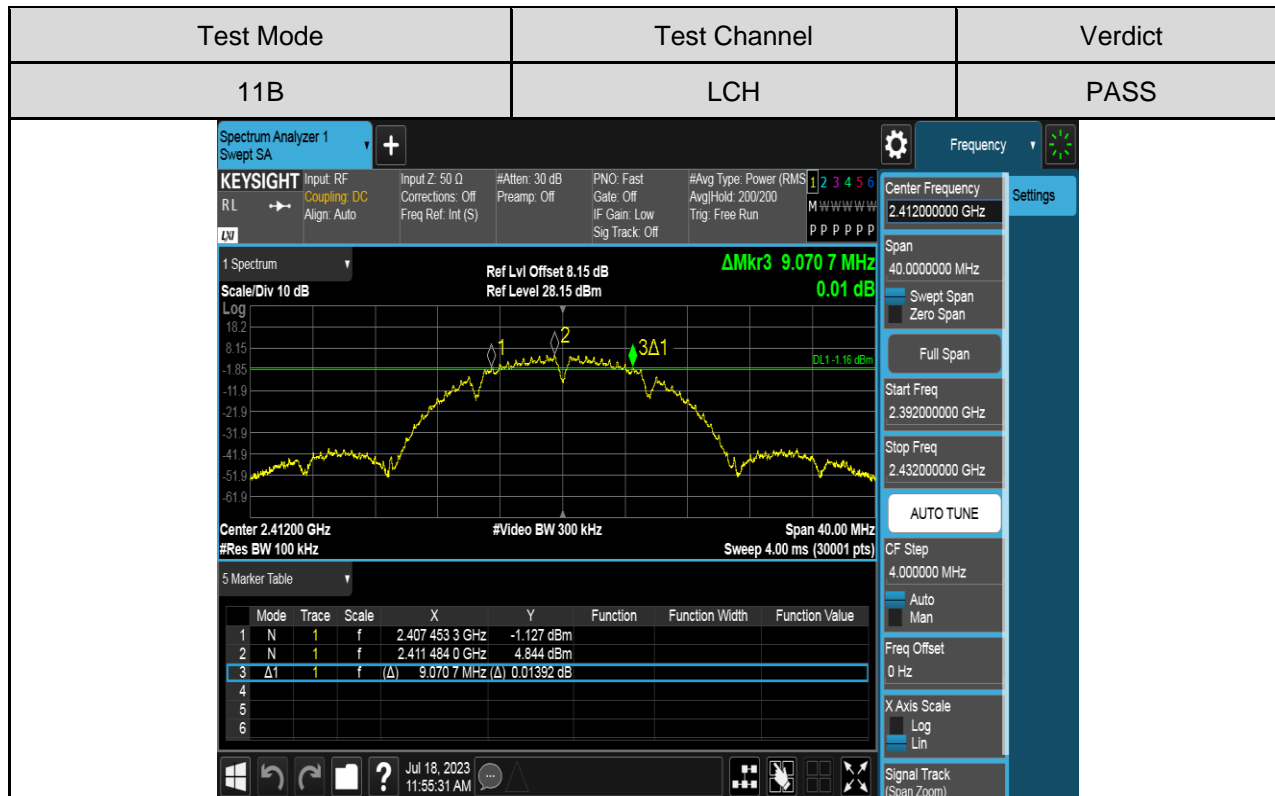 Test Mode Test Channel Verdict
11B LCH PASS
Spectrum Analyzer 1
Swept SA
+
Frequency
KEYSIGHT Input: RF Input Z: 50 Ω #Atten: 30 dB PNO: Fast #Avg Type: Power (RMS 1 2 3 4 5 6
RL Coupling: DC Corrections: Off Preamp: Off Gate: Off Avg|Hold: 200/200 M W W W W W
Align: Auto Freq Ref: Int (S) IF Gain: Low Trig: Free Run
LXI Sig Track: Off P P P P P P
1 Spectrum
Ref Lvl Offset 8.15 dB ΔMkr3 9.070 7 MHz
Scale/Div 10 dB Ref Level 28.15 dBm 0.01 dB
Log
18.2
8.15
-1.85
-11.9
-21.9
-31.9
-41.9
-51.9
-61.9
1 2 3Δ1
DL1 -1.16 dBm
Center 2.41200 GHz #Video BW 300 kHz Span 40.00 MHz
#Res BW 100 kHz Sweep 4.00 ms (30001 pts)
5 Marker Table
Mode Trace Scale X Y Function Function Width Function Value
1 N 1 f 2.407 453 3 GHz -1.127 dBm
2 N 1 f 2.411 484 0 GHz 4.844 dBm
3 Δ1 1 f (Δ) 9.070 7 MHz (Δ) 0.01392 dB
4
5
6
Center Frequency
2.412000000 GHz
Settings
Span
40.0000000 MHz
Swept Span
Zero Span
Full Span
Start Freq
2.392000000 GHz
Stop Freq
2.432000000 GHz
AUTO TUNE
CF Step
4.000000 MHz
Auto
Man
Freq Offset
0 Hz
X Axis Scale
Log
Lin
Signal Track
(Span Zoom)
? Jul 18, 2023
11:55:31 AM